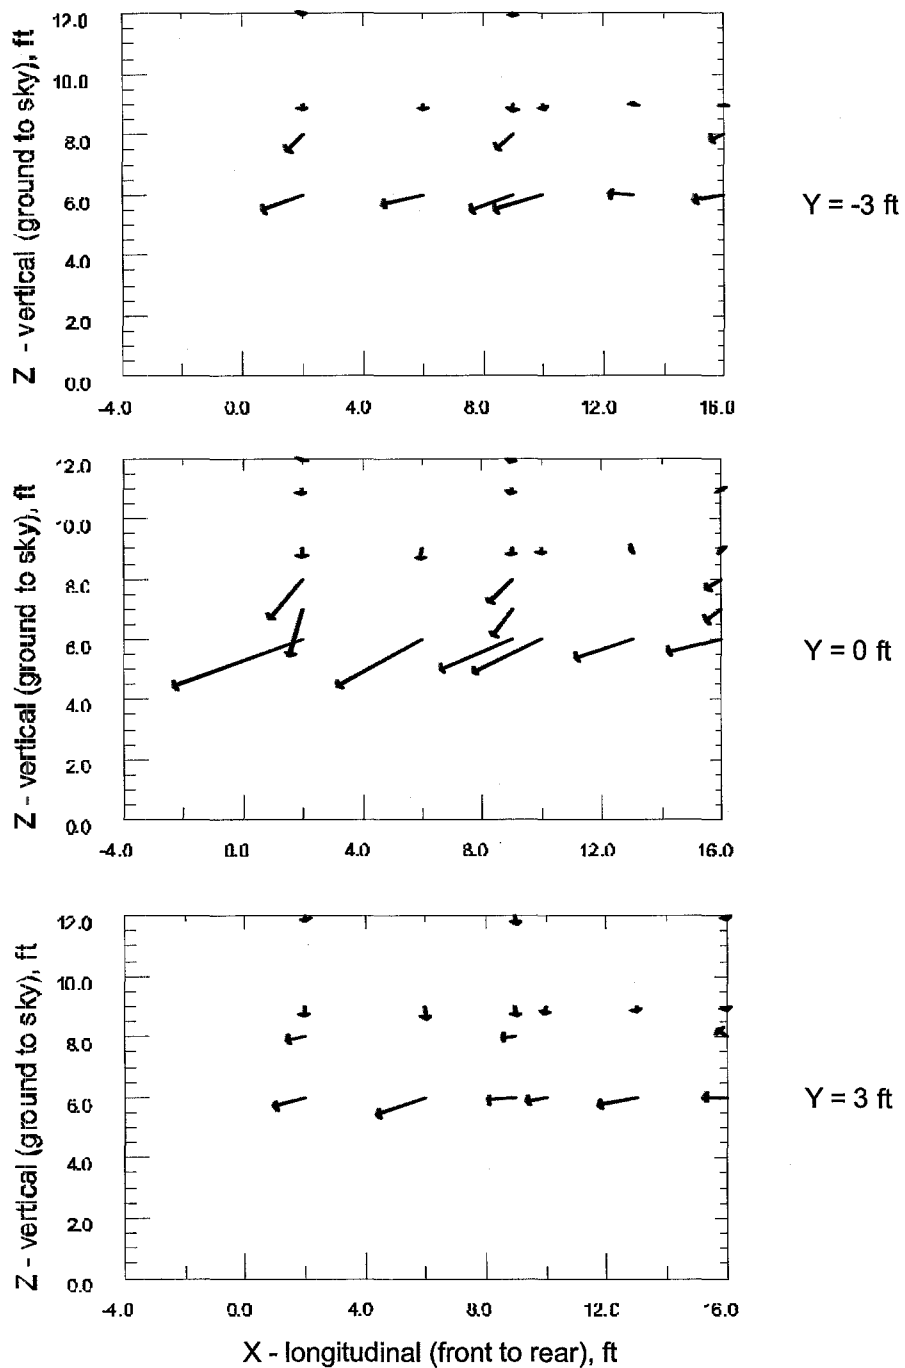 Z - vertical (ground to sky), ft
12.0
10.0
8.0
6.0
4.0
2.0
0.0
-4.0 0.0 4.0 8.0 12.0 16.0
Y = -3 ft
Z - vertical (ground to sky), ft
12.0
10.0
8.0
6.0
4.0
2.0
0.0
-4.0 0.0 4.0 8.0 12.0 16.0
Y = 0 ft
Z - vertical (ground to sky), ft
12.0
10.0
8.0
6.0
4.0
2.0
0.0
-4.0 0.0 4.0 8.0 12.0 16.0
Y = 3 ft
X - longitudinal (front to rear), ft